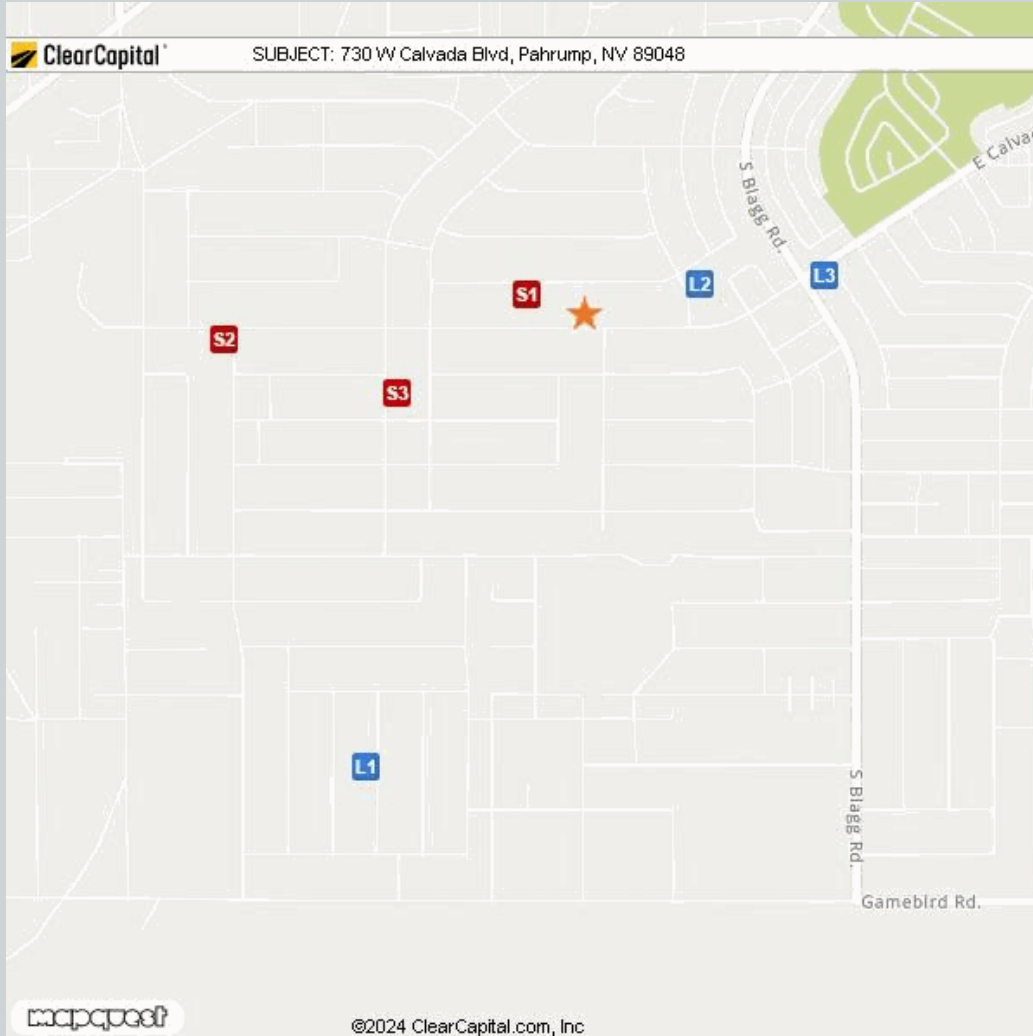 ClearCapital SUBJECT: 730 W Calvada Blvd, Pahrump, NV 89048
E Calva
S Blagg Rd.
L2
L3
S1
S2
S3
L1
S Blagg Rd.
Gamebird Rd.
mapquest
©2024 ClearCapital.com, Inc